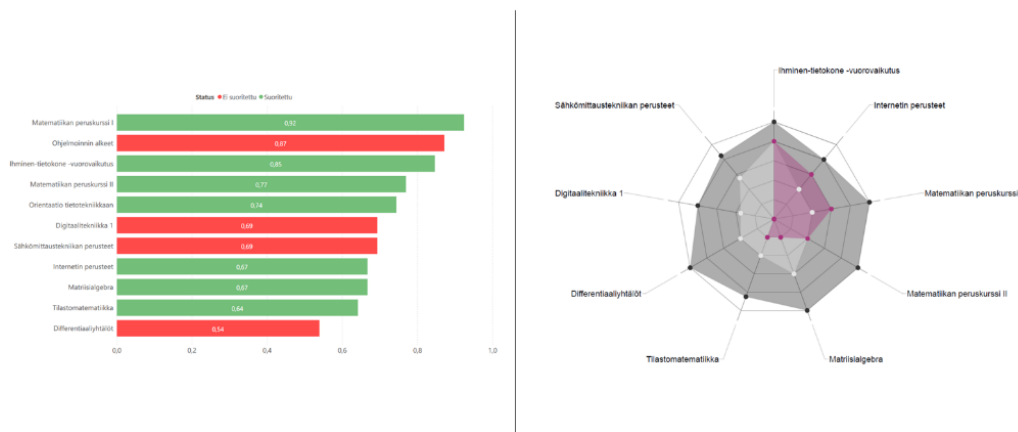 Status Ei suoritettu Suoritettu
Matematiikan peruskurssi I 0,92
Ohjelmoinnin alkeet 0,87
Ihminen-tietokone -vuorovaikutus 0,85
Matematiikan peruskurssi II 0,77
Orientaatio tietotekniikkaan 0,74
Digitaalitekniikka 1 0,69
Sähkömittaustekniikan perusteet 0,69
Internetin perusteet 0,67
Matriisialgebra 0,67
Tilastomatematiikka 0,64
Differentiaaliyhtälöt 0,54
0,0 0,2 0,4 0,6 0,8 1,0
Ihminen-tietokone -vuorovaikutus
Sähkömittaustekniikan perusteet
Internetin perusteet
Digitaalitekniikka 1
Matematiikan peruskurssi
Differentiaaliyhtälöt
Matematiikan peruskurssi II
Tilastomatematiikka
Matriisialgebra